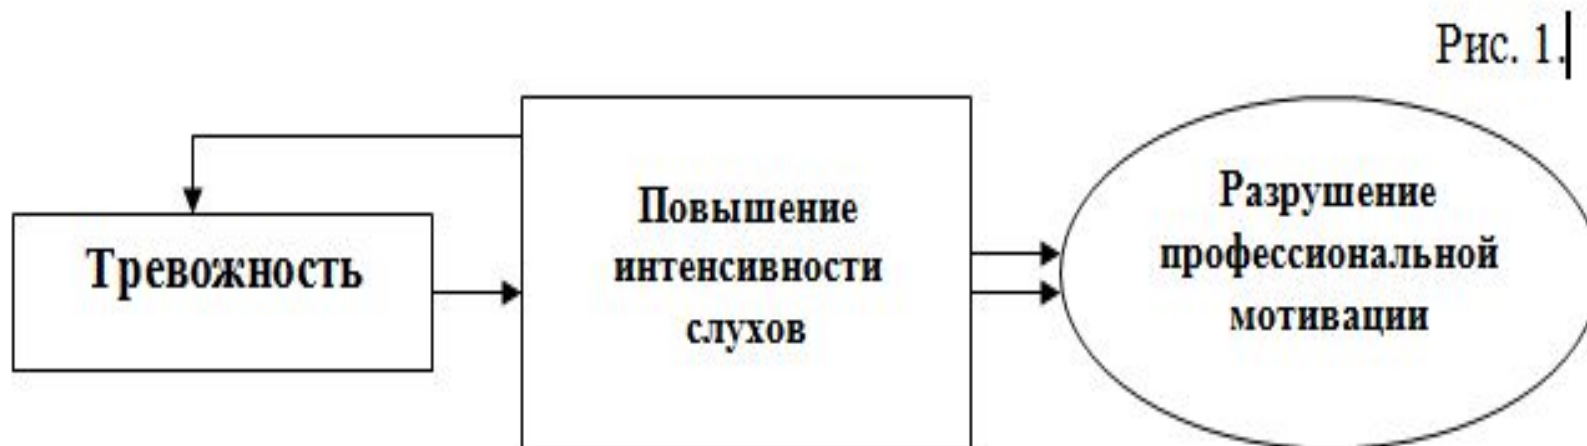 Рис. 1.
Тревожность
Повышение
интенсивности
слухов
Разрушение
профессиональной
мотивации